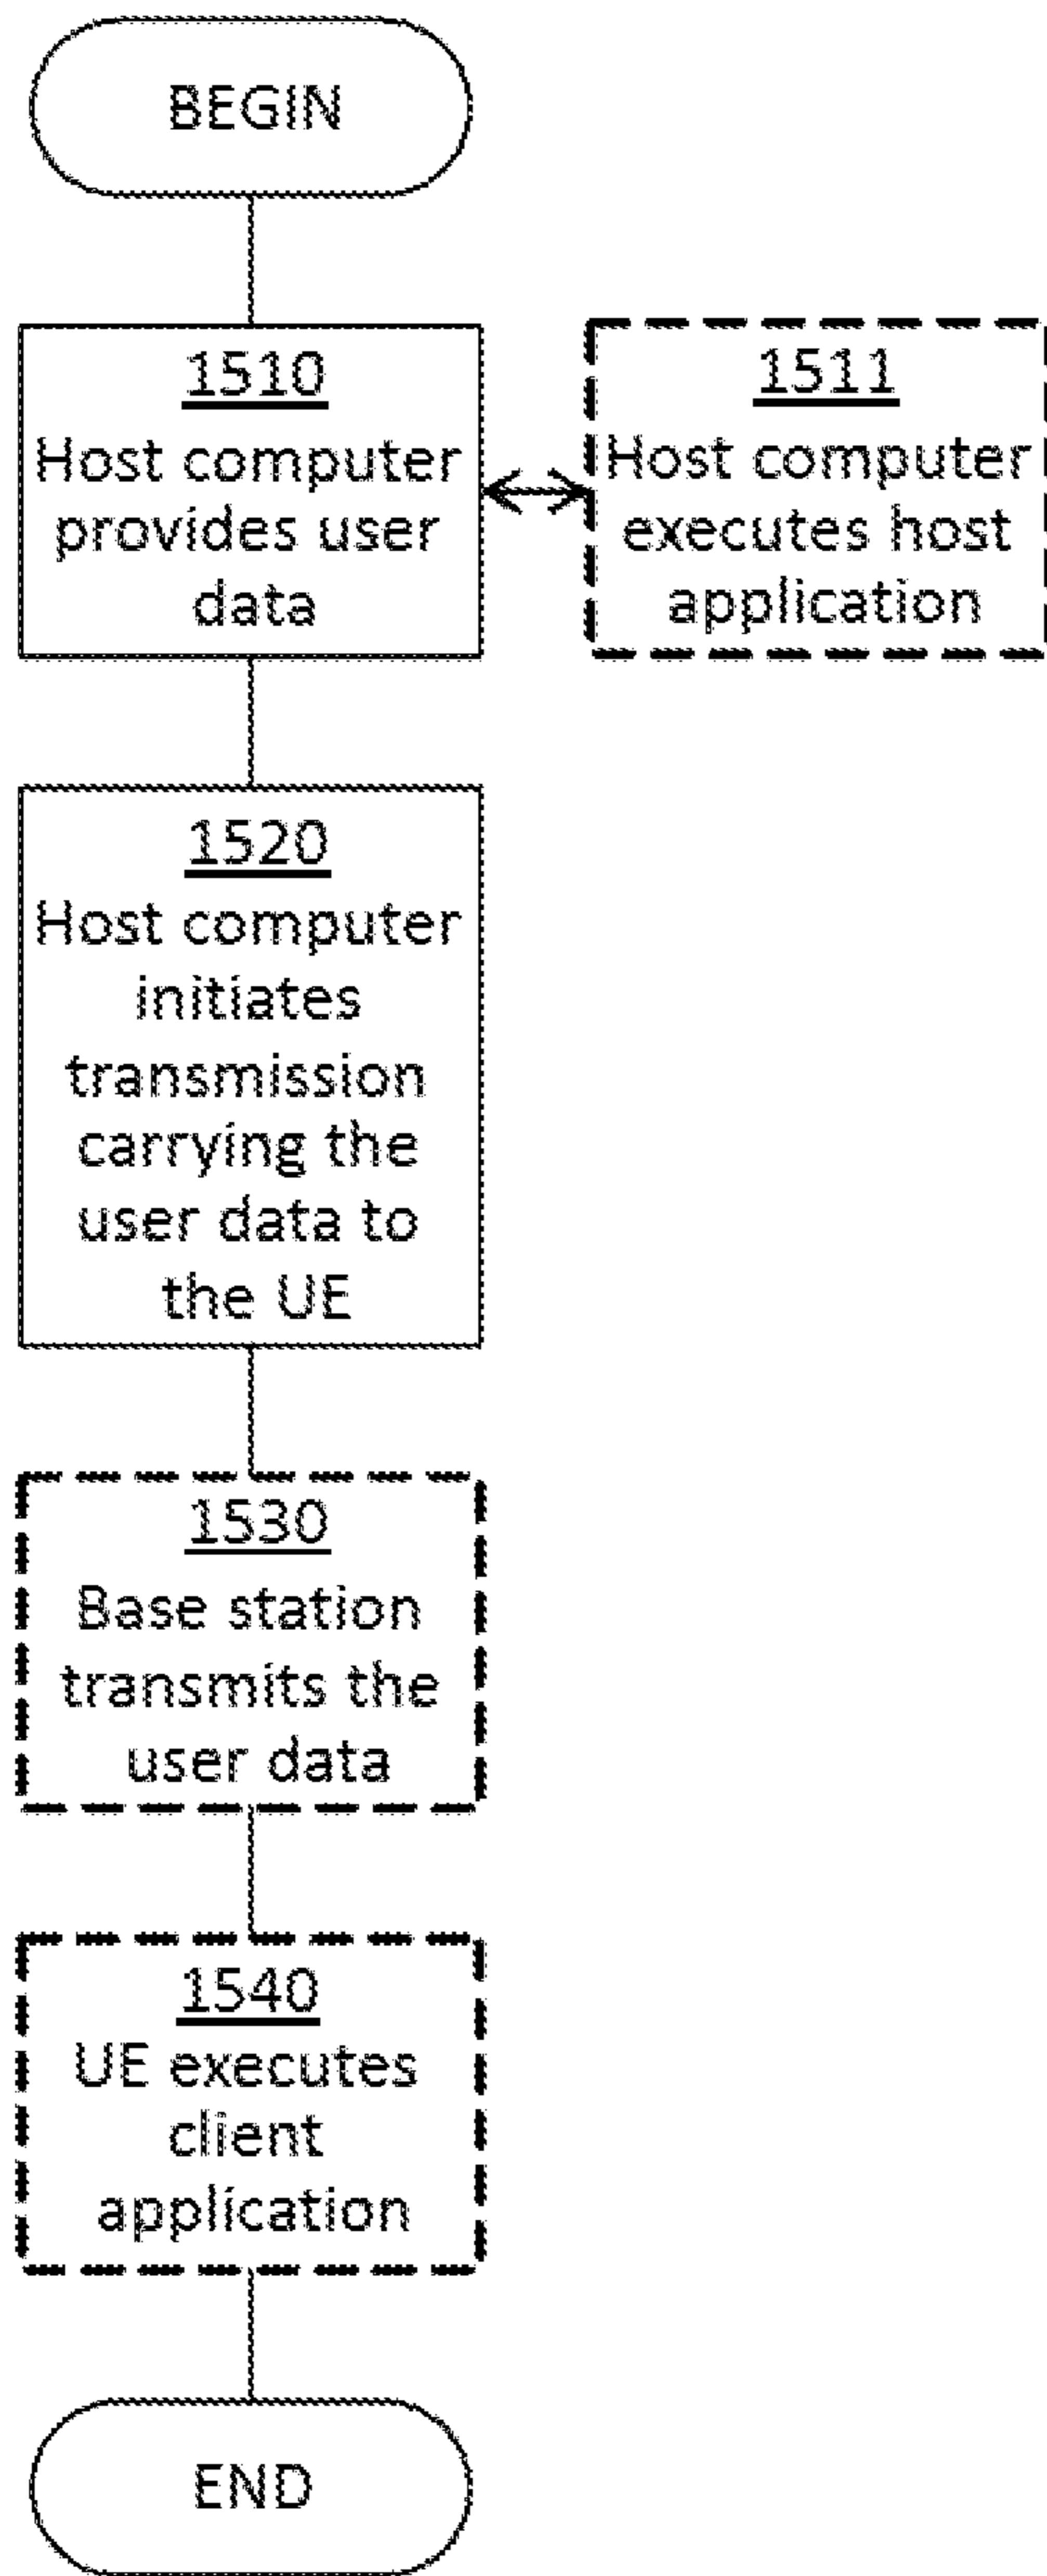 BEGIN
1510
Host computer
provides user
data
1511
Host computer
executes host
application
1520
Host computer
initiates
transmission
carrying the
user data to
the UE
1530
Base station
transmits the
user data
1540
UE executes
client
application
END